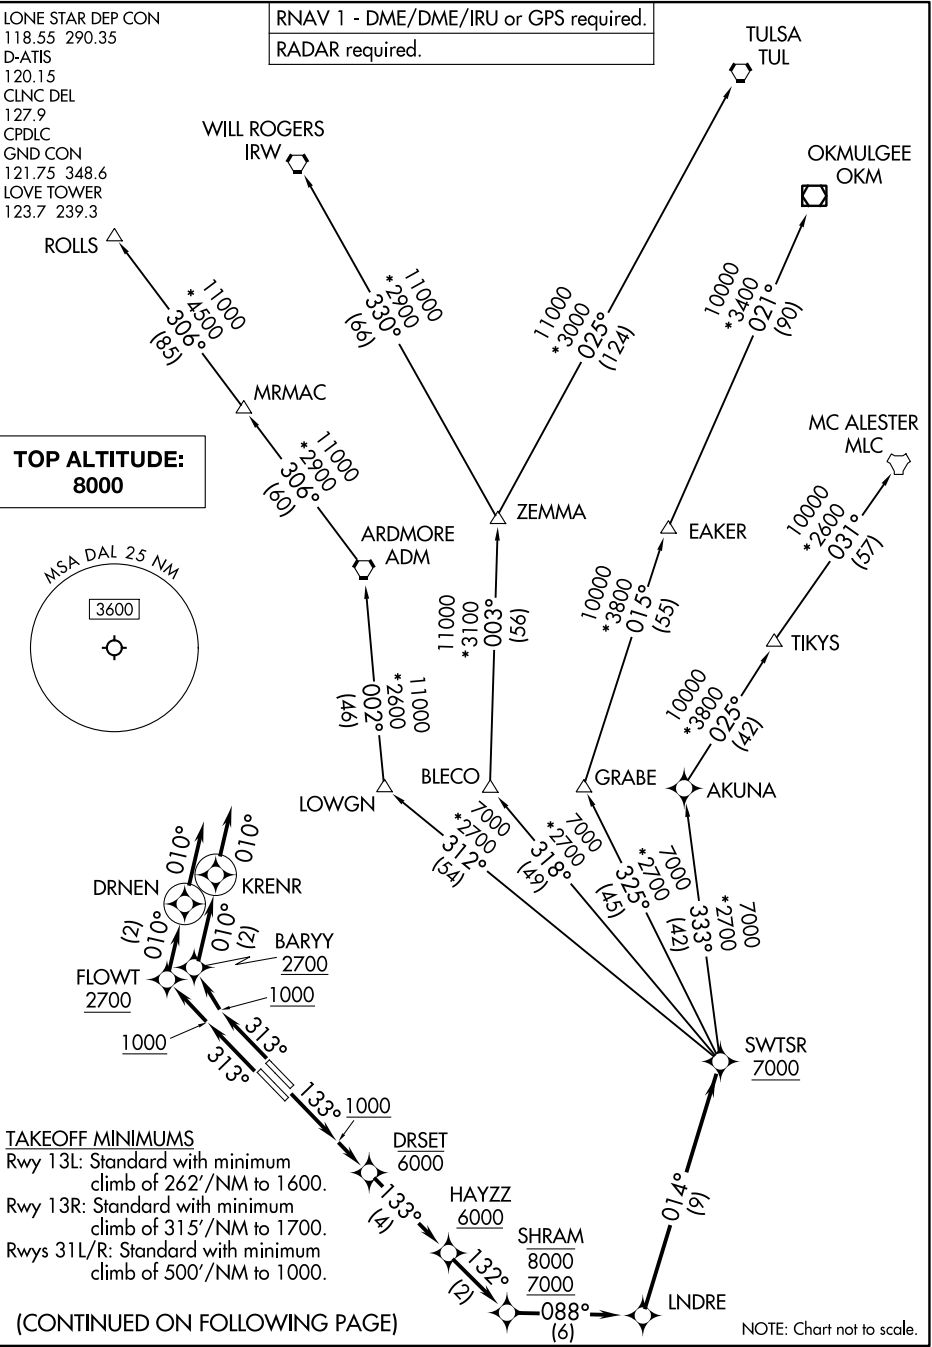 LONE STAR DEP CON
118.55 290.35
D-ATIS
120.15
CLNC DEL
127.9
CPDLC
GND CON
121.75 348.6
LOVE TOWER
123.7 239.3
RNAV 1 - DME/DME/IRU or GPS required.
RADAR required.
TULSA
TUL
WILL ROGERS
IRW
OKMULGEE
OKM
ROLLS
11000
*4500
306°
(85)
11000
*2900
330°
(66)
11000
*3000
025°
(124)
10000
*3400
021°
(90)
MRMAC
MC ALESTER
MLC
TOP ALTITUDE:
8000
11000
*2900
306°
(60)
ZEMMA
EAKER
ARDMORE
ADM
10000
*2600
031°
(57)
MSA DAL 25 NM
3600
11000
*3100
003°
(56)
10000
*3800
015°
(55)
TIKYS
11000
*2600
002°
(46)
10000
*3800
025°
(42)
LOWGN
BLECO
GRABE
AKUNA
7000
*2700
312°
(54)
7000
*2700
318°
(49)
7000
*2700
325°
(45)
7000
*2700
333°
(42)
010°
010°
DRNEN
KRENR
(2)
010°
010°
(2)
BARYY
2700
FLOWT
2700
1000
1000
313°
313°
SWTSR
7000
133°
1000
DRSET
6000
TAKEOFF MINIMUMS
Rwy 13L: Standard with minimum
climb of 262'/NM to 1600.
Rwy 13R: Standard with minimum
climb of 315'/NM to 1700.
Rwys 31L/R: Standard with minimum
climb of 500'/NM to 1000.
133°
(4)
HAYZZ
6000
132°
(2)
SHRAM
8000
7000
014°
(9)
088°
(6)
LNDRE
(CONTINUED ON FOLLOWING PAGE)
NOTE: Chart not to scale.